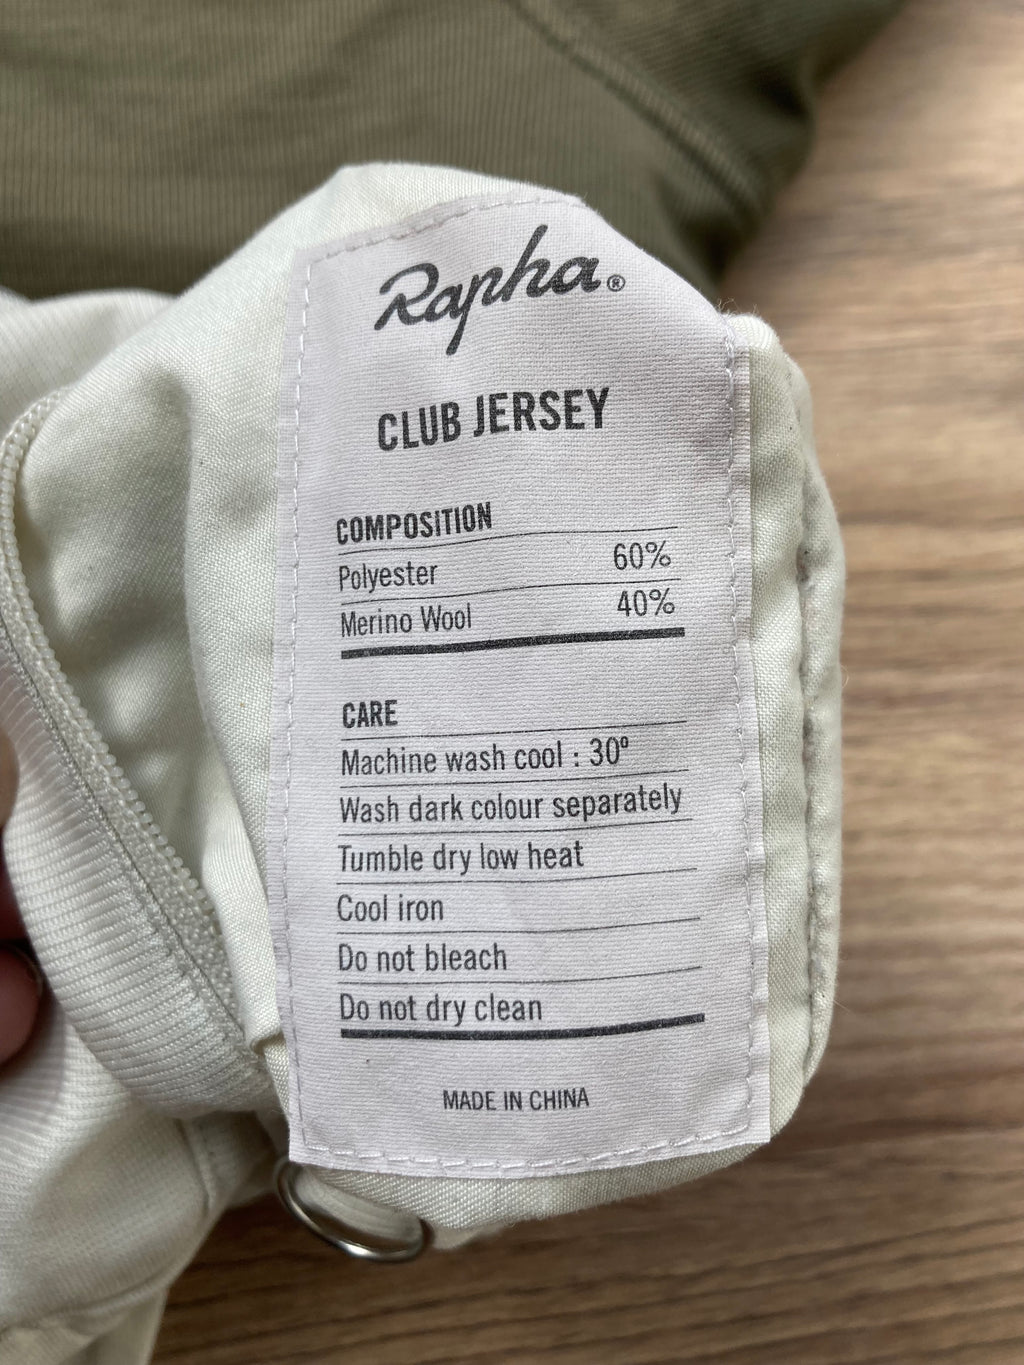 Rapha®
CLUB JERSEY
COMPOSITION
Polyester 60%
Merino Wool 40%
CARE
Machine wash cool : 30º
Wash dark colour separately
Tumble dry low heat
Cool iron
Do not bleach
Do not dry clean
MADE IN CHINA